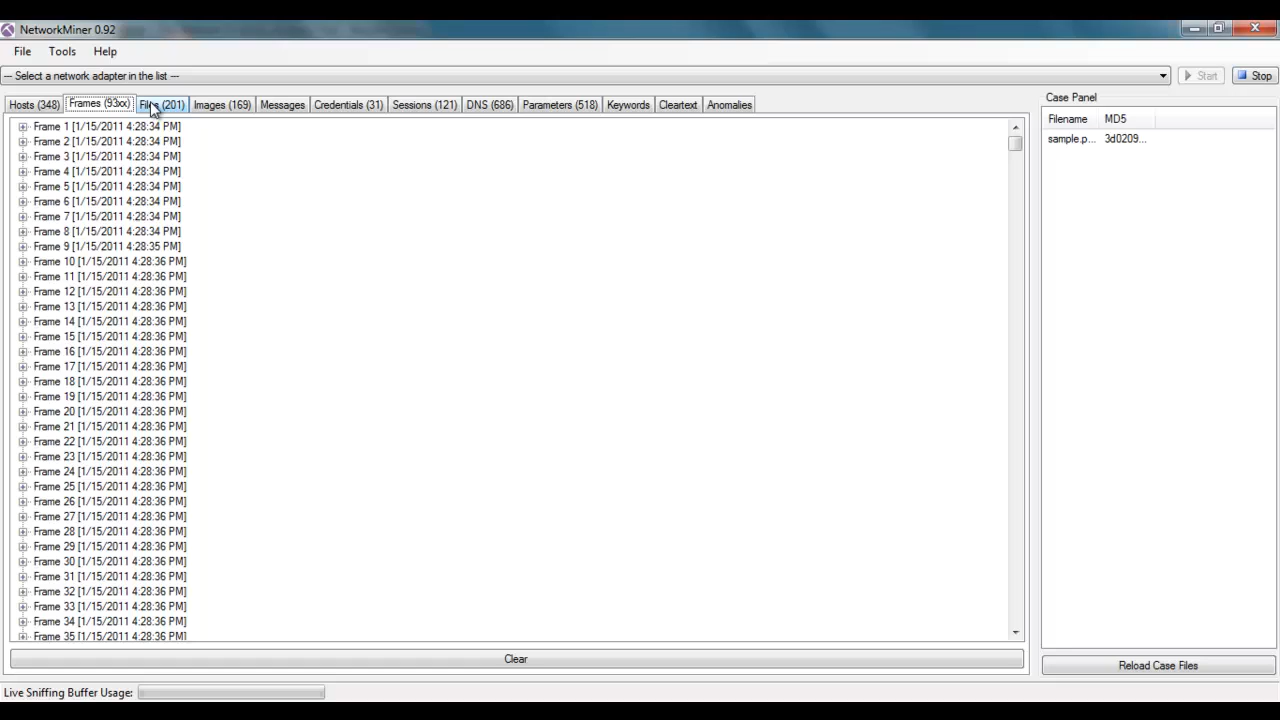 NetworkMiner 0.92
File Tools Help
--- Select a network adapter in the list ---
Start Stop
Hosts (348) Frames (93xx) Files (201) Images (169) Messages Credentials (31) Sessions (121) DNS (686) Parameters (518) Keywords Cleartext Anomalies
Case Panel
Filename MD5
sample.p... 3d0209...
Frame 1 [1/15/2011 4:28:34 PM]
Frame 2 [1/15/2011 4:28:34 PM]
Frame 3 [1/15/2011 4:28:34 PM]
Frame 4 [1/15/2011 4:28:34 PM]
Frame 5 [1/15/2011 4:28:34 PM]
Frame 6 [1/15/2011 4:28:34 PM]
Frame 7 [1/15/2011 4:28:34 PM]
Frame 8 [1/15/2011 4:28:34 PM]
Frame 9 [1/15/2011 4:28:35 PM]
Frame 10 [1/15/2011 4:28:36 PM]
Frame 11 [1/15/2011 4:28:36 PM]
Frame 12 [1/15/2011 4:28:36 PM]
Frame 13 [1/15/2011 4:28:36 PM]
Frame 14 [1/15/2011 4:28:36 PM]
Frame 15 [1/15/2011 4:28:36 PM]
Frame 16 [1/15/2011 4:28:36 PM]
Frame 17 [1/15/2011 4:28:36 PM]
Frame 18 [1/15/2011 4:28:36 PM]
Frame 19 [1/15/2011 4:28:36 PM]
Frame 20 [1/15/2011 4:28:36 PM]
Frame 21 [1/15/2011 4:28:36 PM]
Frame 22 [1/15/2011 4:28:36 PM]
Frame 23 [1/15/2011 4:28:36 PM]
Frame 24 [1/15/2011 4:28:36 PM]
Frame 25 [1/15/2011 4:28:36 PM]
Frame 26 [1/15/2011 4:28:36 PM]
Frame 27 [1/15/2011 4:28:36 PM]
Frame 28 [1/15/2011 4:28:36 PM]
Frame 29 [1/15/2011 4:28:36 PM]
Frame 30 [1/15/2011 4:28:36 PM]
Frame 31 [1/15/2011 4:28:36 PM]
Frame 32 [1/15/2011 4:28:36 PM]
Frame 33 [1/15/2011 4:28:36 PM]
Frame 34 [1/15/2011 4:28:36 PM]
Frame 35 [1/15/2011 4:28:36 PM]
Clear
Reload Case Files
Live Sniffing Buffer Usage: